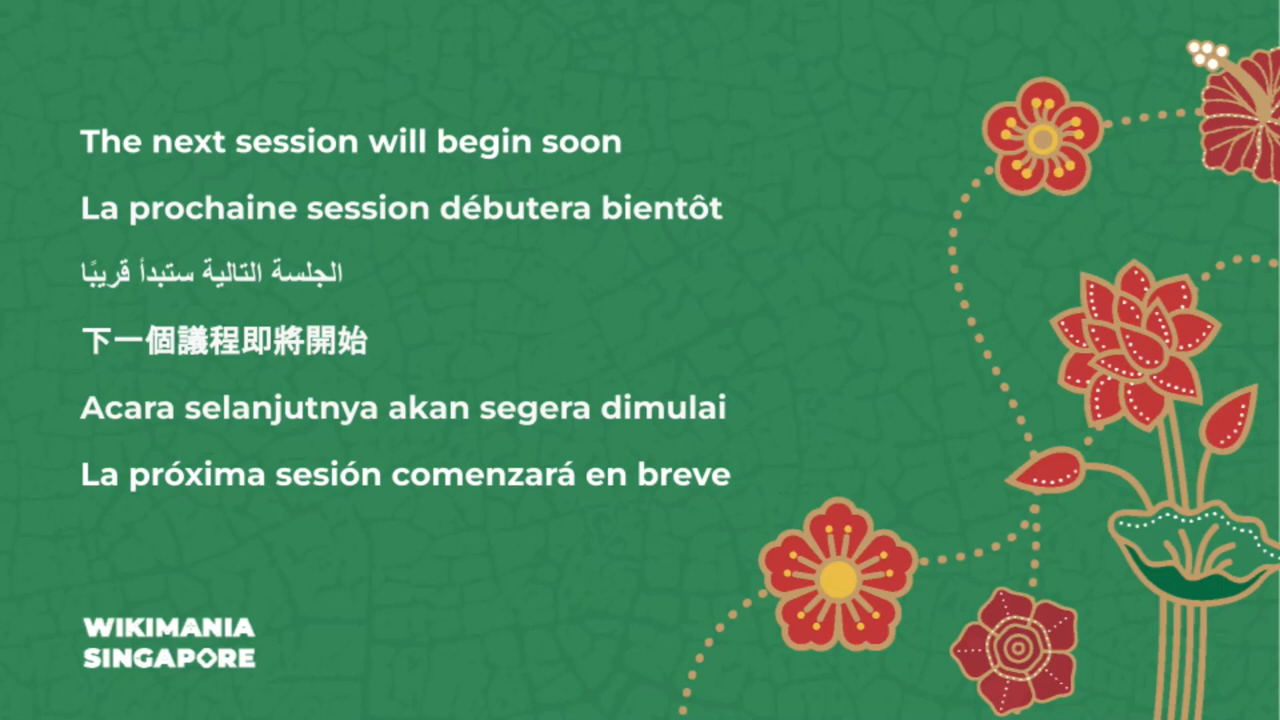 The next session will begin soon
La prochaine session débutera bientôt
الجلسة التالية ستبدأ قريبًا
下一個議程即將開始
Acara selanjutnya akan segera dimulai
La próxima sesión comenzará en breve
WIKIMANIA
SINGAPORE